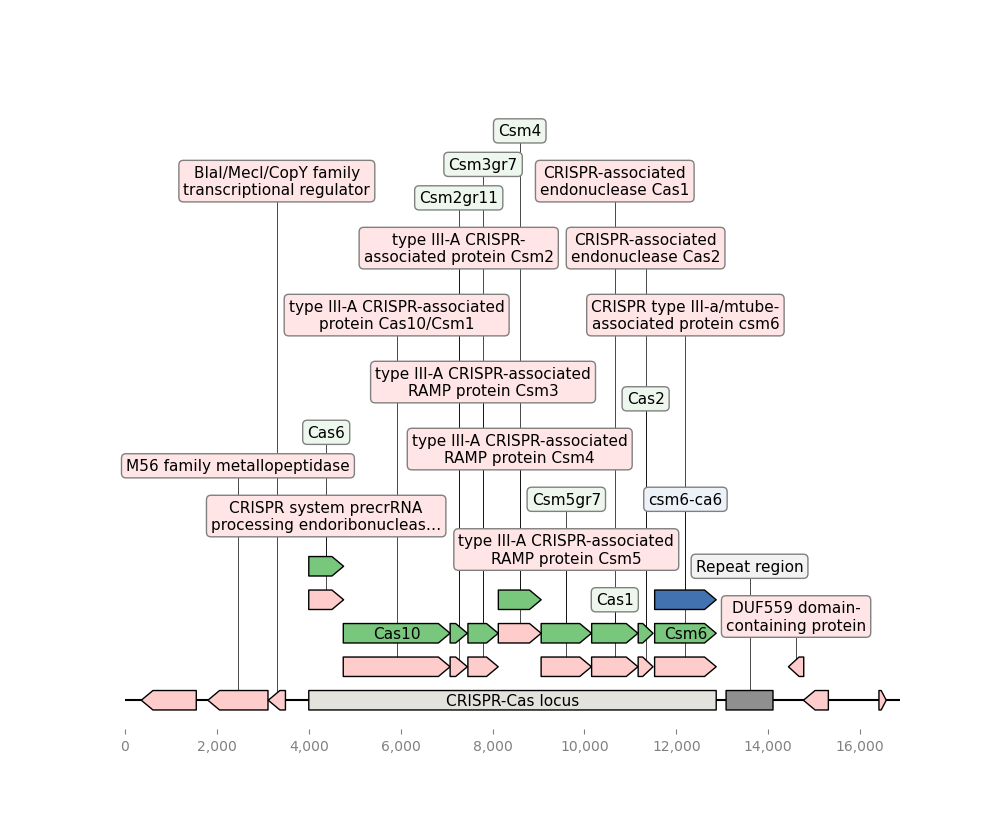 Csm4
Csm3gr7
BlaI/MecI/CopY family
transcriptional regulator
CRISPR-associated
endonuclease Cas1
Csm2gr11
type III-A CRISPR-
associated protein Csm2
CRISPR-associated
endonuclease Cas2
type III-A CRISPR-associated
protein Cas10/Csm1
CRISPR type III-a/mtube-
associated protein csm6
type III-A CRISPR-associated
RAMP protein Csm3
Cas2
Cas6
type III-A CRISPR-associated
RAMP protein Csm4
M56 family metallopeptidase
Csm5gr7
csm6-ca6
CRISPR system precrRNA
processing endoribonucleas…
type III-A CRISPR-associated
RAMP protein Csm5
Repeat region
Cas1
DUF559 domain-
containing protein
Cas10
Csm6
CRISPR-Cas locus
0 2,000 4,000 6,000 8,000 10,000 12,000 14,000 16,000